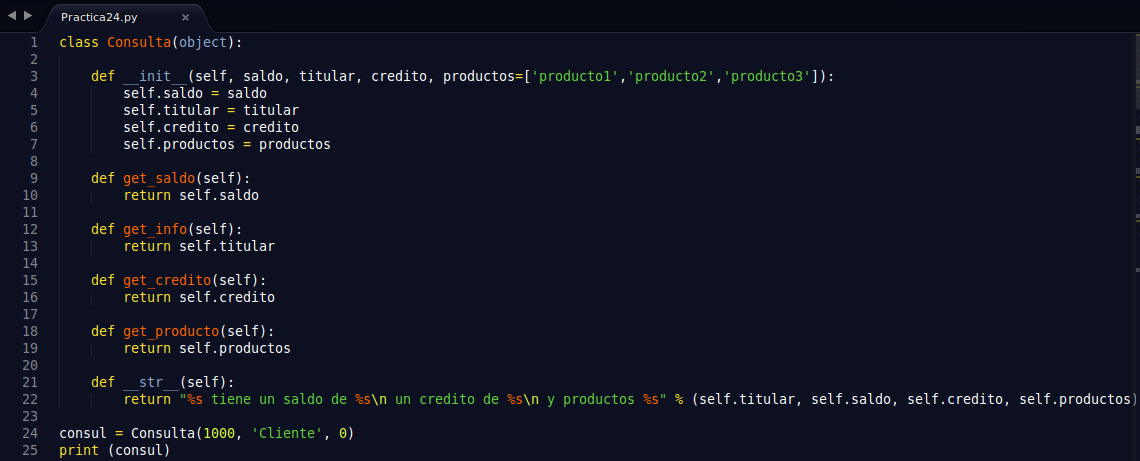 Practica24.py ×
1 class Consulta(object):
2
3     def __init__(self, saldo, titular, credito, productos=['producto1','producto2','producto3']):
4         self.saldo = saldo
5         self.titular = titular
6         self.credito = credito
7         self.productos = productos
8
9     def get_saldo(self):
10         return self.saldo
11
12     def get_info(self):
13         return self.titular
14
15     def get_credito(self):
16         return self.credito
17
18     def get_producto(self):
19         return self.productos
20
21     def __str__(self):
22         return "%s tiene un saldo de %s\n un credito de %s\n y productos %s" % (self.titular, self.saldo, self.credito, self.productos)
23
24 consul = Consulta(1000, 'Cliente', 0)
25 print (consul)